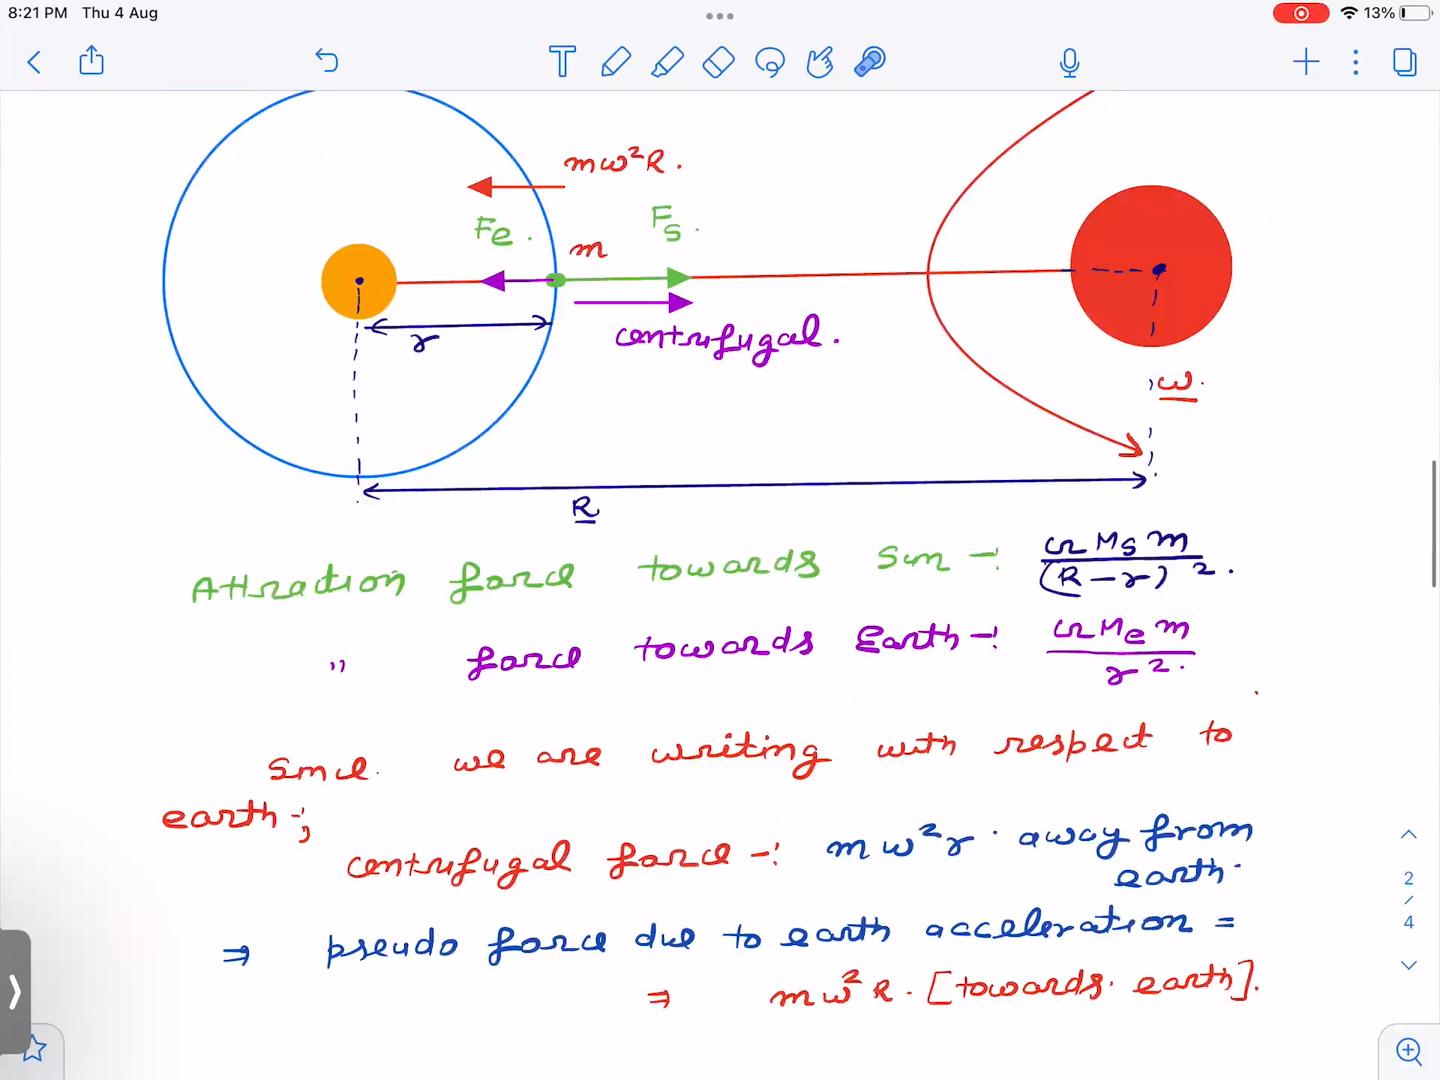 8:21 PM Thu 4 Aug
13%
mω²R.
Fe.
Fs.
m
r
centrifugal.
ω.
R
Attraction force towards Sun -: GMsm/(R-r)².
" force towards Earth -: GMem/r².
Since we are writing with respect to
earth -;
centrifugal force -: mω²r. away from
earth.
⇒ pseudo force due to earth acceleration =
⇒ mω²R. [towards. earth].
2
/
4